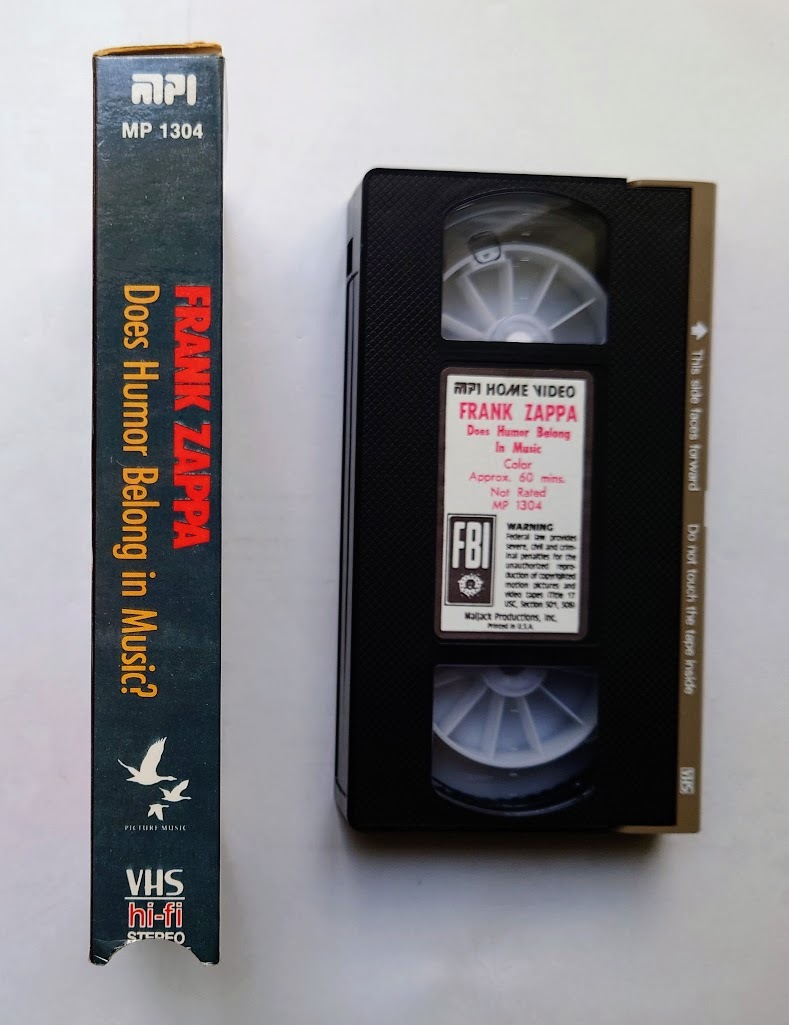 MPI
MP 1304
FRANK ZAPPA
Does Humor Belong in Music?
PICTURE MUSIC
VHS
hi-fi
STEREO
MPI HOME VIDEO
FRANK ZAPPA
Does Humor Belong
In Music
Color
Approx. 60 mins.
Not Rated
MP 1304
FBI
WARNING
Federal law provides
severe, civil and crim-
inal penalties for the
unauthorized repro-
duction of copyrighted
motion pictures and
video tapes (Title 17
USC, Section 501, 506)
Maljack Productions, Inc.
Printed in U.S.A.
This side faces forward
Do not touch the tape inside
VHS